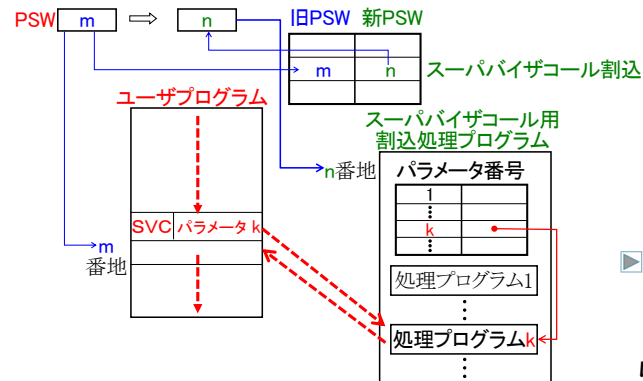 PSW m ⇨ n
旧PSW 新PSW
m n
スーパバイザコール割込
ユーザプログラム
スーパバイザコール用
割込処理プログラム
n番地
パラメータ番号
1
⋮
k
⋮
SVC パラメータ k
m
番地
処理プログラム1
⋮
処理プログラムk
⋮